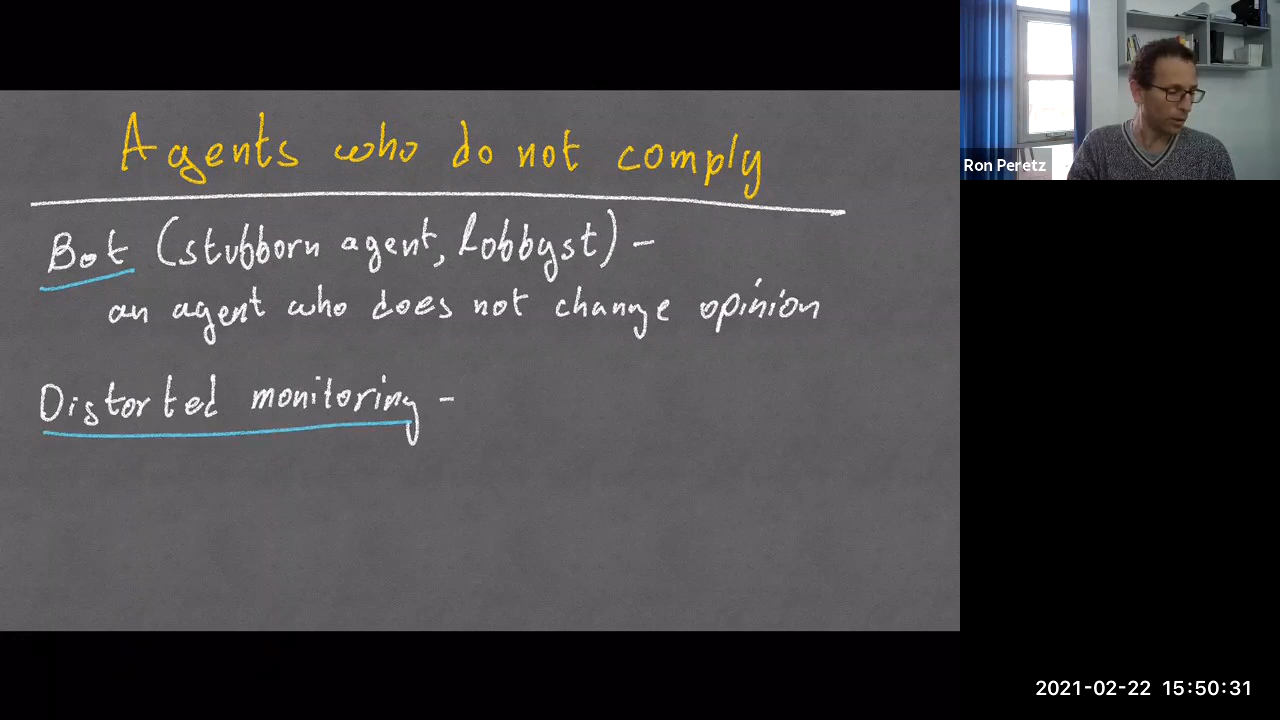 Agents who do not comply
Bot (stubborn agent, Lobbyst) –
an agent who does not change opinion
Distorted monitoring –
Ron Peretz
2021-02-22 15:50:31